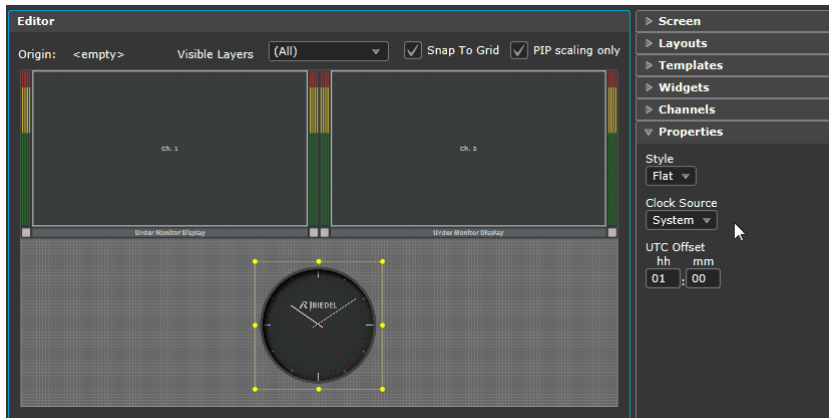 Editor
Origin: <empty> Visible Layers (All) Snap To Grid PIP scaling only
Ch. 1
Ch. 2
Under Monitor Display
Under Monitor Display
RIEDEL
Screen
Layouts
Templates
Widgets
Channels
Properties
Style
Flat
Clock Source
System
UTC Offset
hh mm
01 : 00